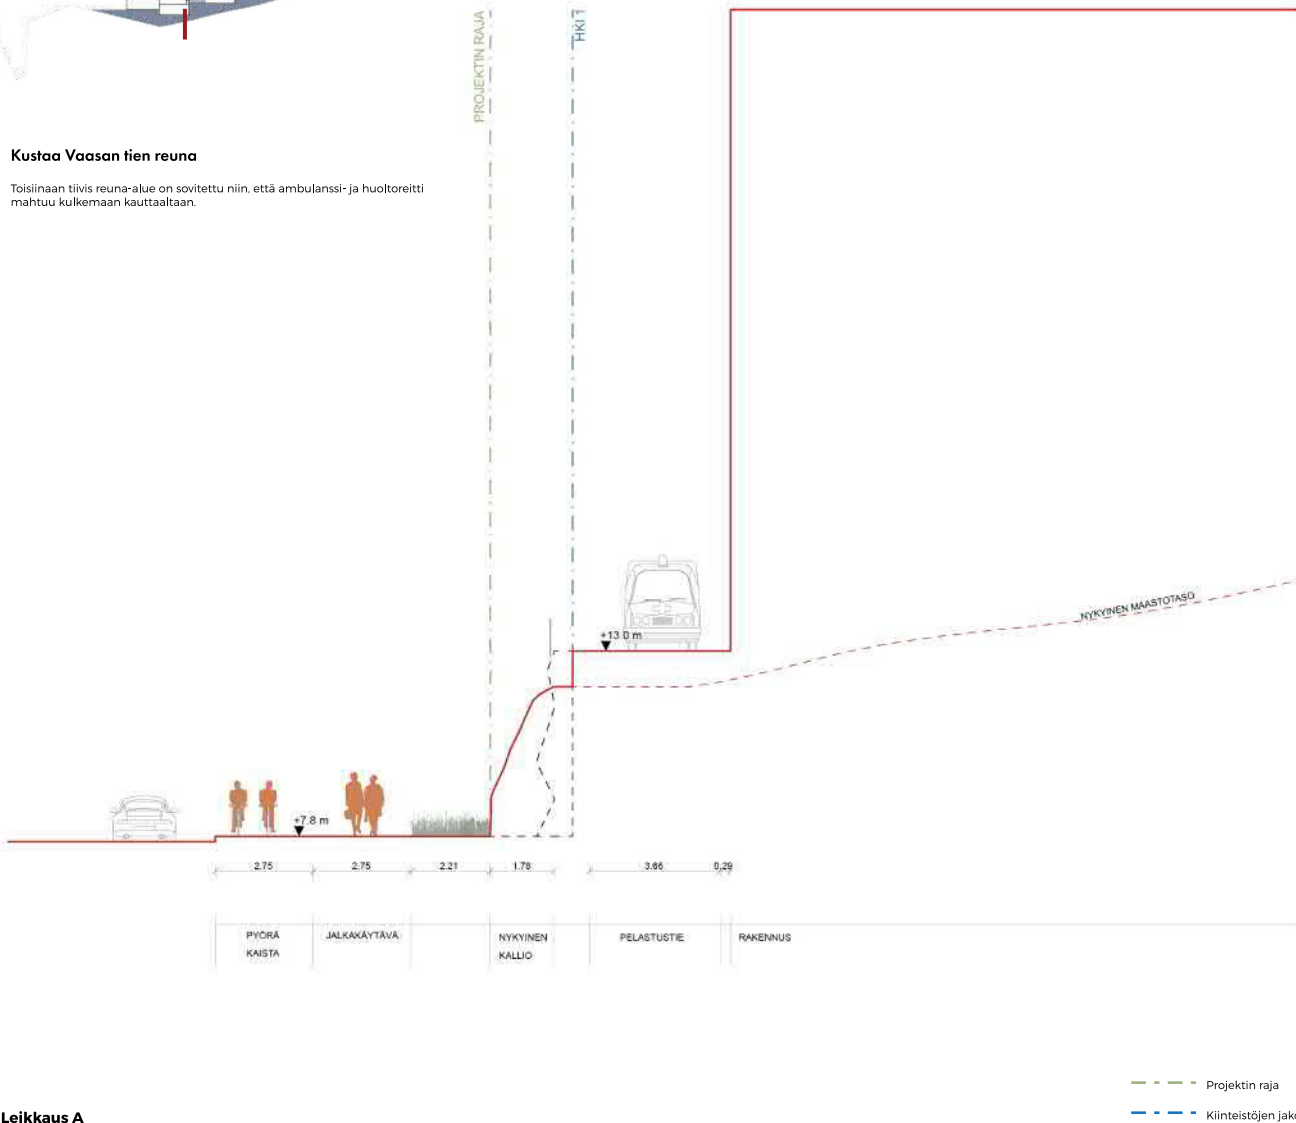 PROJEKTIN RAJA
HKI 1
Kustaa Vaasan tien reuna
Toisiinaan tiivis reuna-alue on sovitettu niin, että ambulanssi- ja huoltoreitti
mahtuu kulkemaan kauttaaltaan.
NYKYINEN MAASTOTASO
+13.0 m
+7.8 m
2.75 2.75 2.21 1.78 3.66 0.29
PYÖRÄ
KAISTA
JALKAKÄYTÄVÄ
NYKYINEN
KALLIO
PELASTUSTIE
RAKENNUS
Projektin raja
Kiinteistöjen jako
Leikkaus A